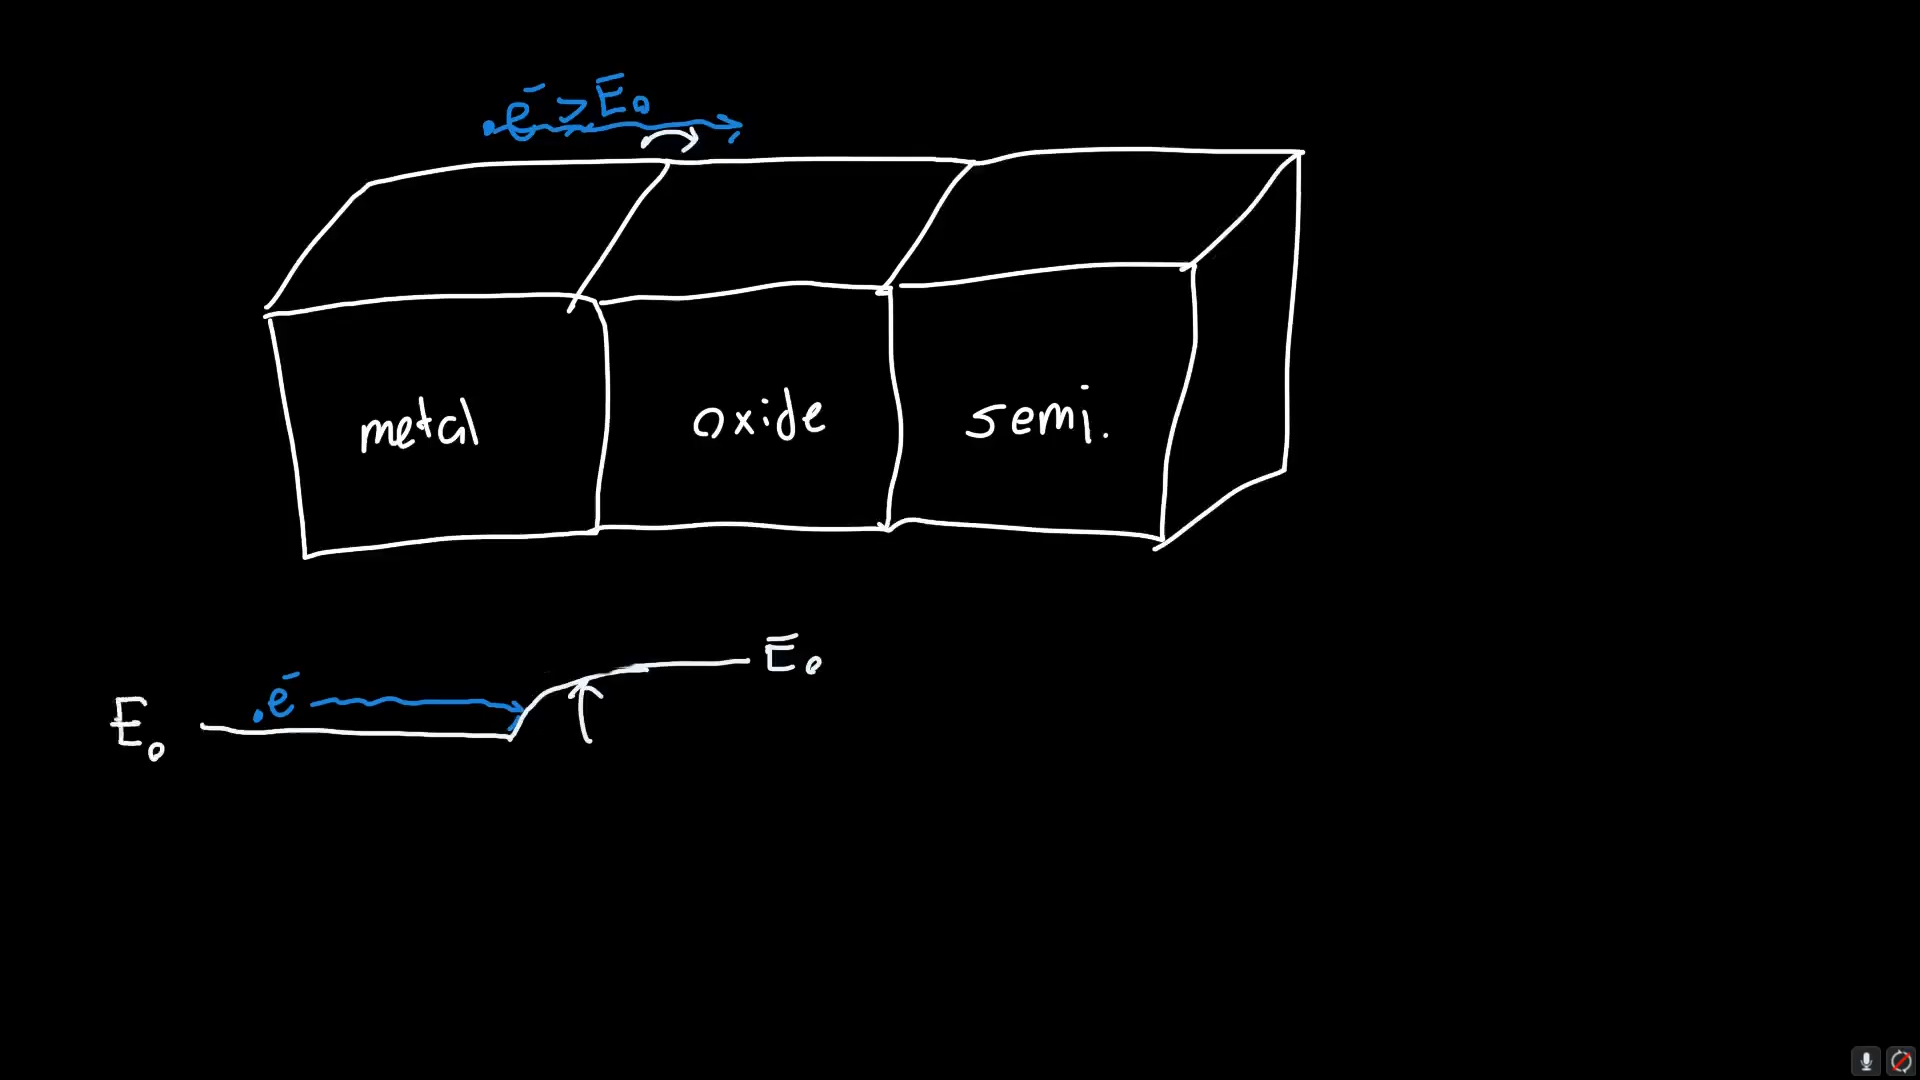 e⁻ > E₀
metal
oxide
semi.
E₀
e⁻
E₀